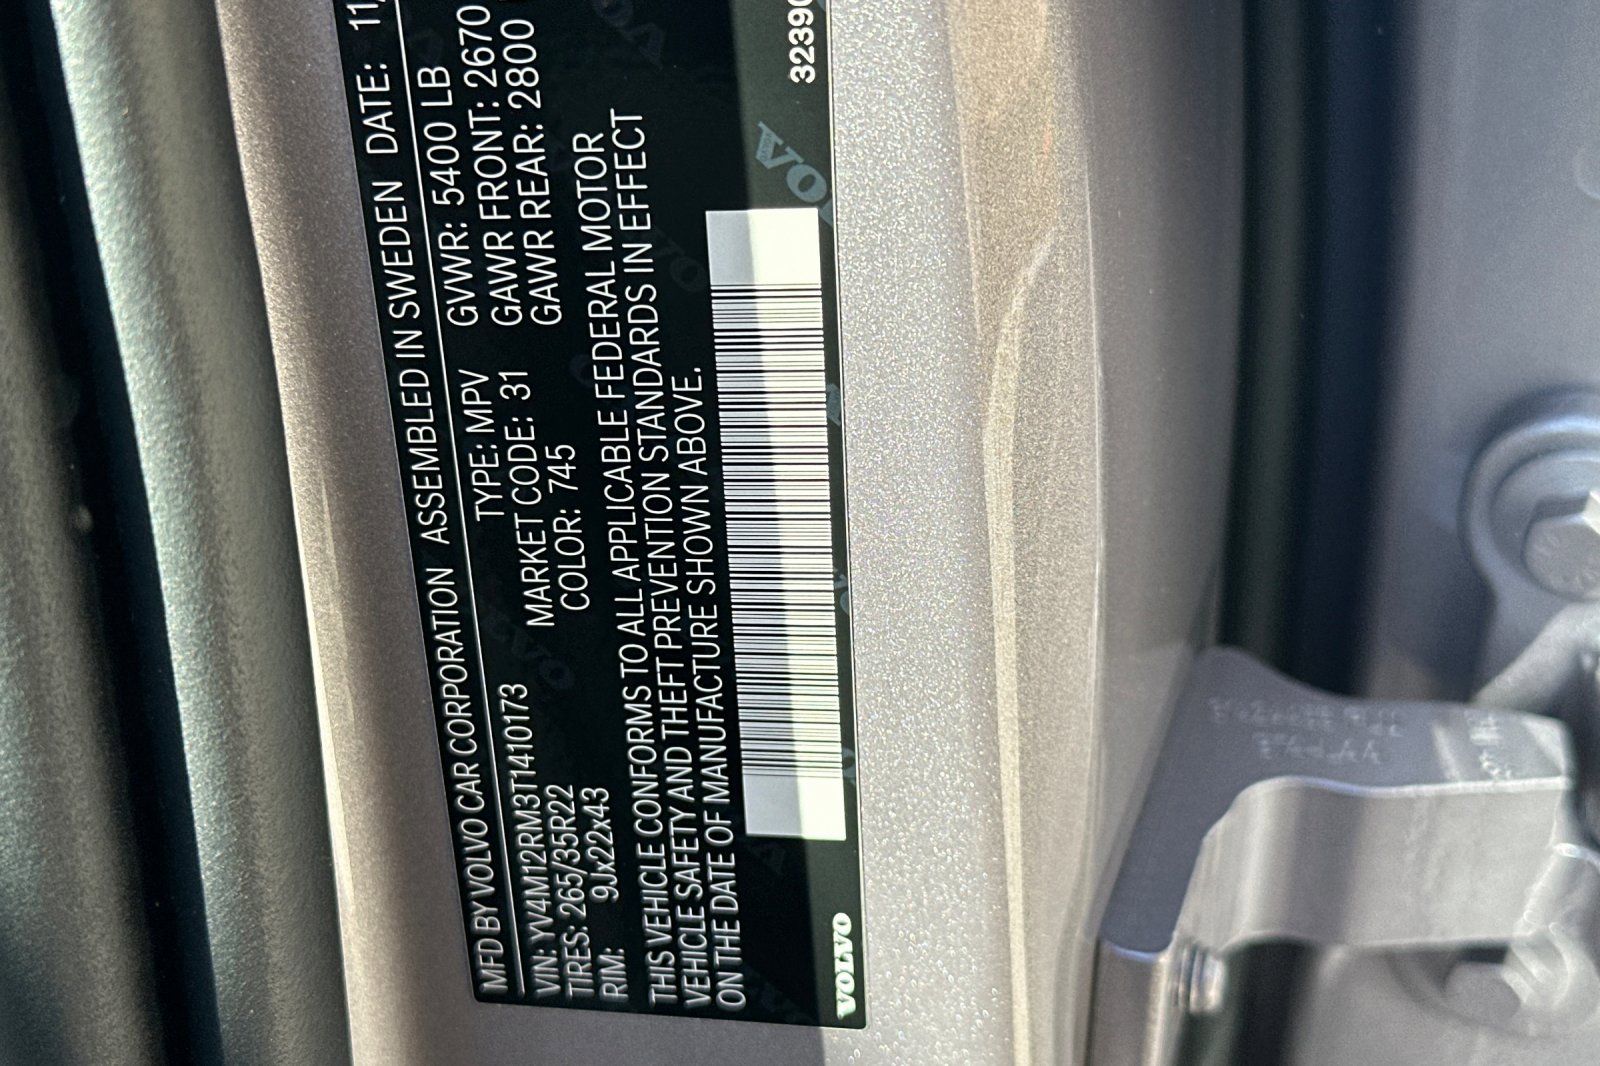 MFD BY VOLVO CAR CORPORATION ASSEMBLED IN SWEDEN DATE: 11/
VIN: YV4M12RM3T1410173 TYPE: MPV GVWR: 5400 LB
TIRES: 265/35R22 MARKET CODE: 31 GAWR FRONT: 2670
RIM: 9Jx22x43 COLOR: 745 GAWR REAR: 2800
THIS VEHICLE CONFORMS TO ALL APPLICABLE FEDERAL MOTOR
VEHICLE SAFETY AND THEFT PREVENTION STANDARDS IN EFFECT
ON THE DATE OF MANUFACTURE SHOWN ABOVE.
VOLVO 32390